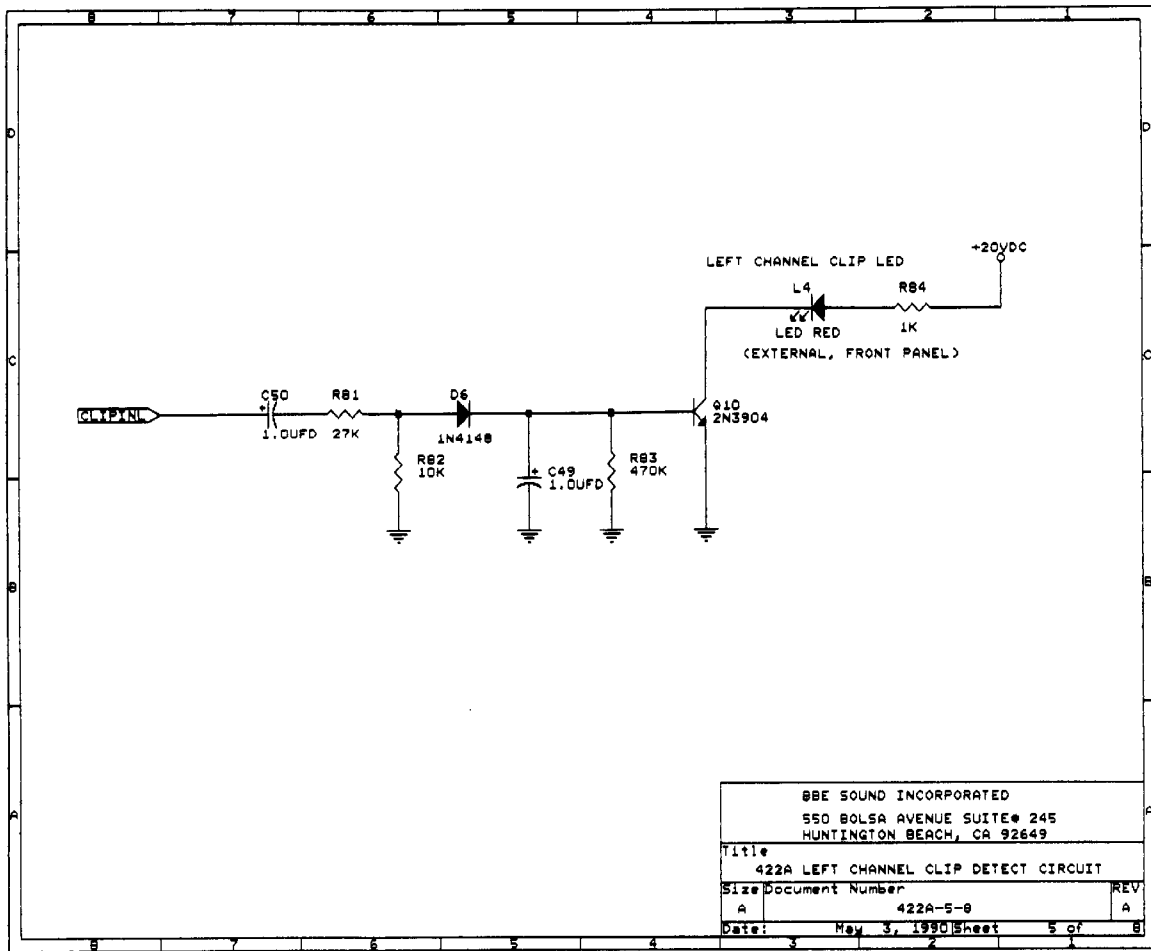 8 7 6 5 4 3 2 1
D D
+20VDC
LEFT CHANNEL CLIP LED
L4 R84
1K
LED RED
(EXTERNAL, FRONT PANEL)
C C
CLIPINL
C50 R81 D6
+
1.0UFD 27K
1N4148
Q10
2N3904
R82
10K
+ C49
1.0UFD
R83
470K
B B
A A
BBE SOUND INCORPORATED
550 BOLSA AVENUE SUITE# 245
HUNTINGTON BEACH, CA 92649
Title
422A LEFT CHANNEL CLIP DETECT CIRCUIT
Size Document Number REV
A 422A-5-8 A
Date: May 3, 1990 Sheet 5 of 8
8 7 6 5 4 3 2 1